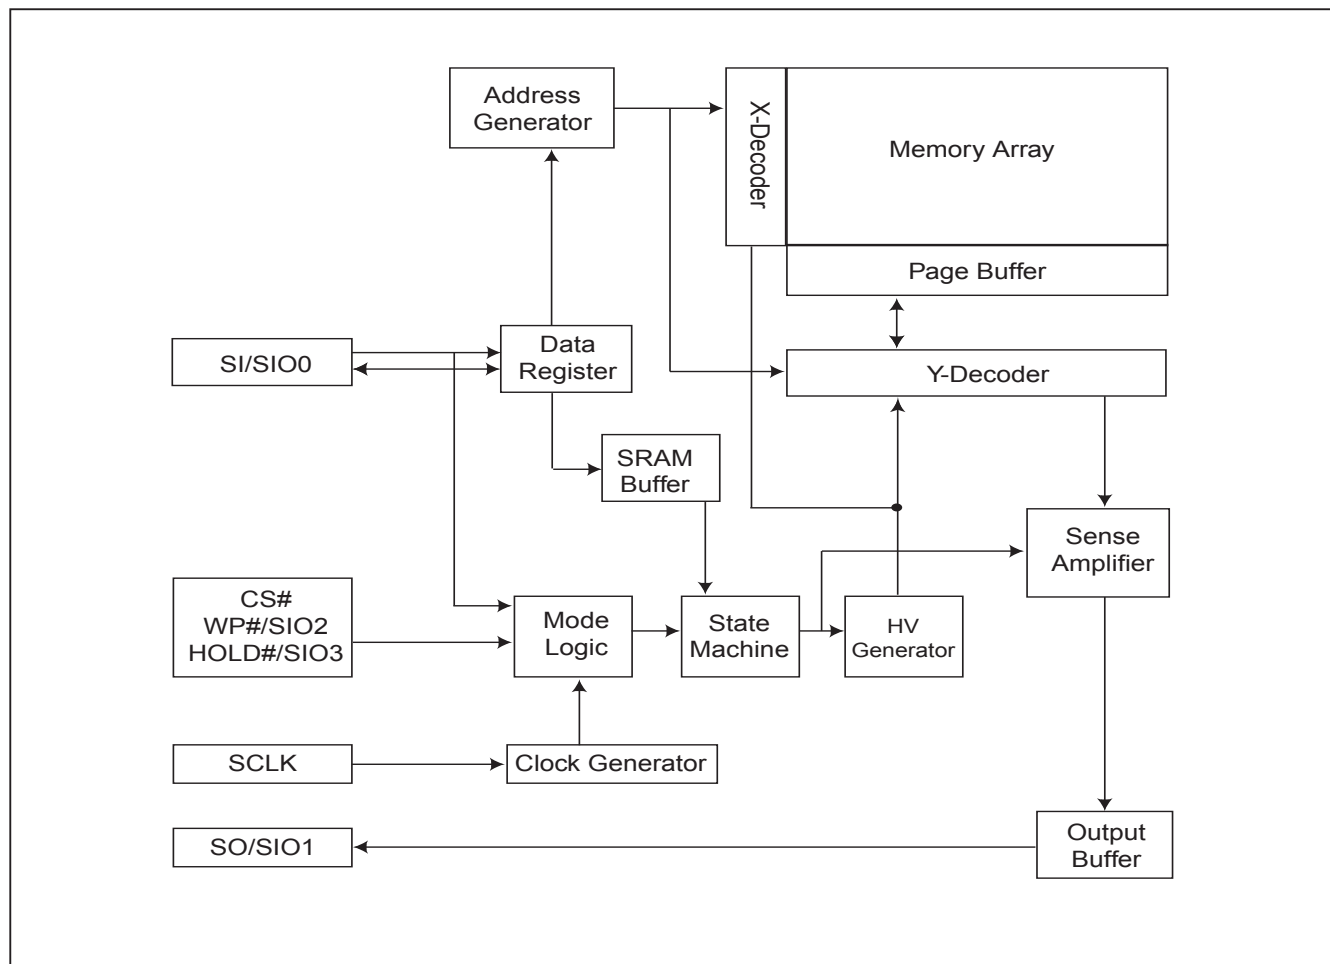 Address
Generator
X-Decoder
Memory Array
Page Buffer
SI/SIO0
Data
Register
Y-Decoder
SRAM
Buffer
Sense
Amplifier
CS#
WP#/SIO2
HOLD#/SIO3
Mode
Logic
State
Machine
HV
Generator
SCLK
Clock Generator
SO/SIO1
Output
Buffer